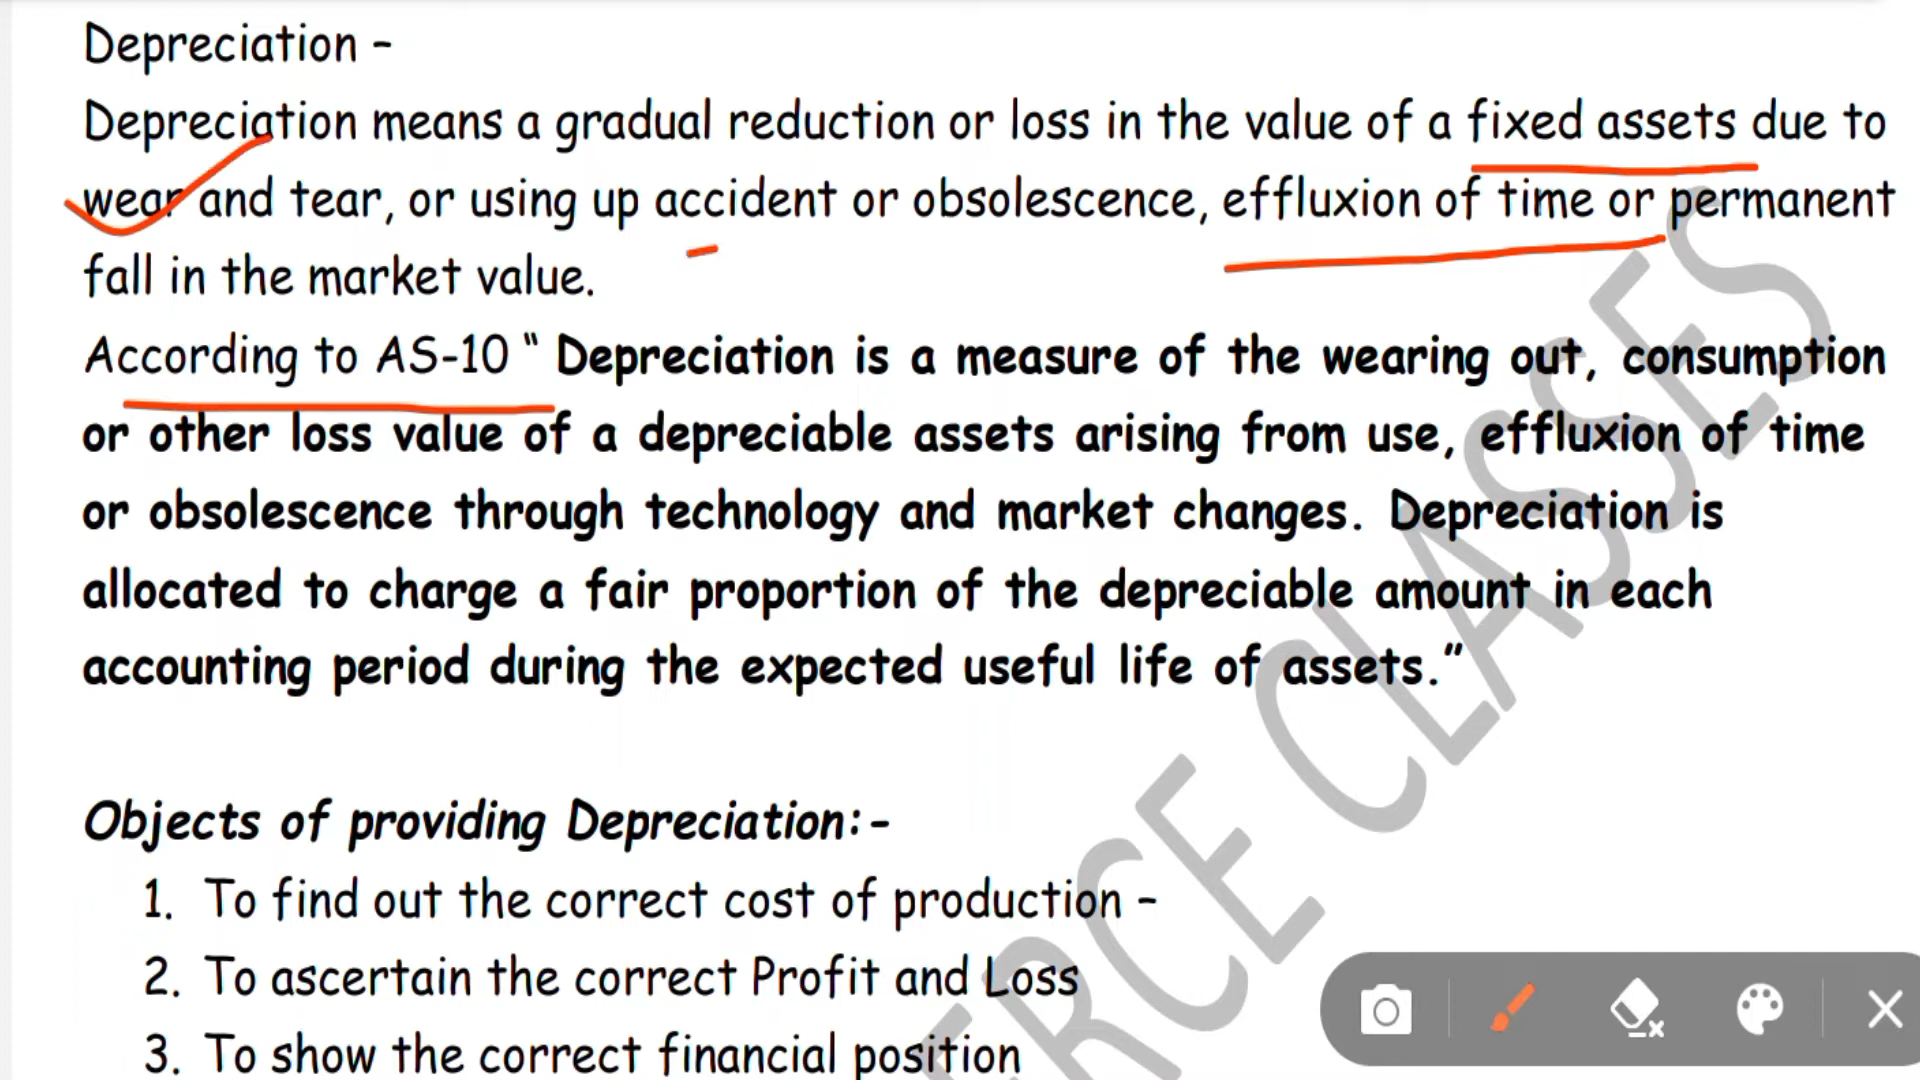 Depreciation –
Depreciation means a gradual reduction or loss in the value of a fixed assets due to
wear and tear, or using up accident or obsolescence, effluxion of time or permanent
fall in the market value.
According to AS-10 “ Depreciation is a measure of the wearing out, consumption
or other loss value of a depreciable assets arising from use, effluxion of time
or obsolescence through technology and market changes. Depreciation is
allocated to charge a fair proportion of the depreciable amount in each
accounting period during the expected useful life of assets.”
Objects of providing Depreciation:-
1. To find out the correct cost of production –
2. To ascertain the correct Profit and Loss
3. To show the correct financial position
ERCE CLASSES